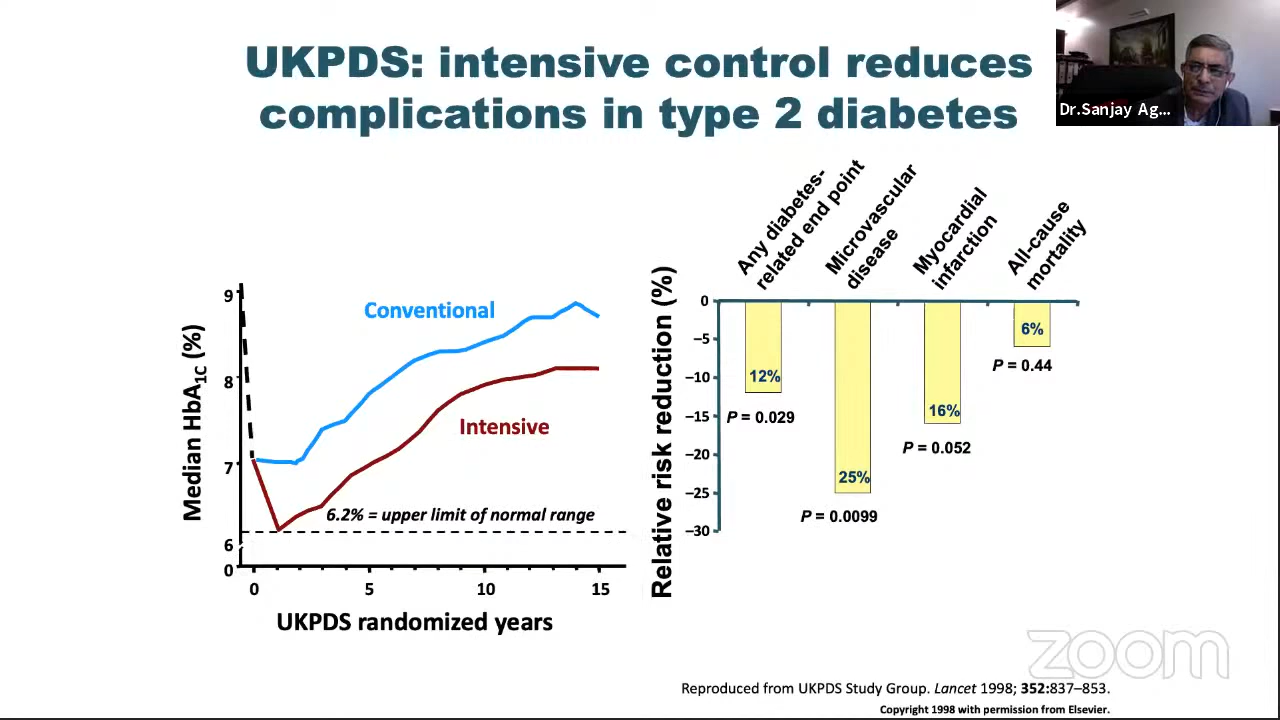 UKPDS: intensive control reduces
complications in type 2 diabetes
Dr.Sanjay Ag...
Median HbA1C (%)
9
8
7
6
0
Conventional
Intensive
6.2% = upper limit of normal range
0
5
10
15
UKPDS randomized years
Relative risk reduction (%)
Any diabetes-
related end point
Microvascular
disease
Myocardial
infarction
All-cause
mortality
0
–5
–10
–15
–20
–25
–30
12%
P = 0.029
25%
P = 0.0099
16%
P = 0.052
6%
P = 0.44
zoom
Reproduced from UKPDS Study Group. Lancet 1998; 352:837–853.
Copyright 1998 with permission from Elsevier.